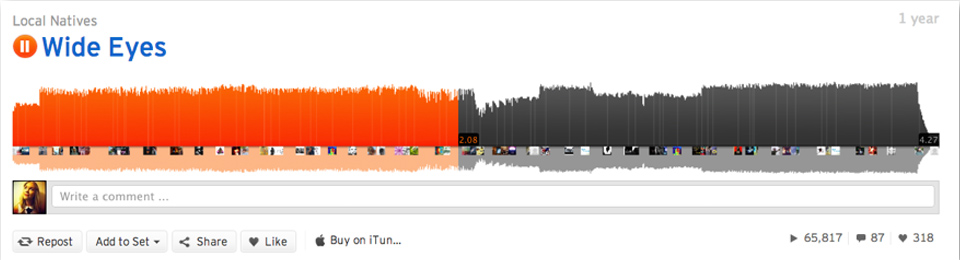 Local Natives
1 year
Wide Eyes
2.08
4.27
Write a comment ...
Repost
Add to Set
Share
Like
Buy on iTun...
65,817
87
318